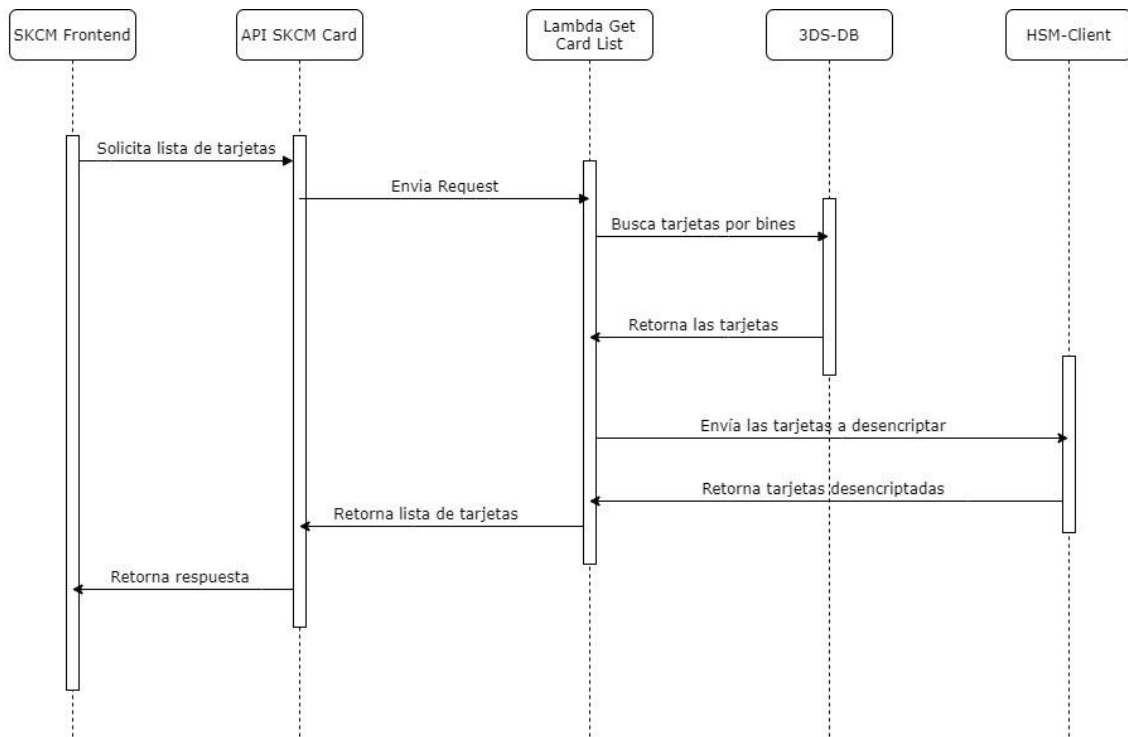 SKCM Frontend
API SKCM Card
Lambda Get
Card List
3DS-DB
HSM-Client
Solicita lista de tarjetas
Envia Request
Busca tarjetas por bines
Retorna las tarjetas
Envía las tarjetas a desencriptar
Retorna tarjetas desencriptadas
Retorna lista de tarjetas
Retorna respuesta